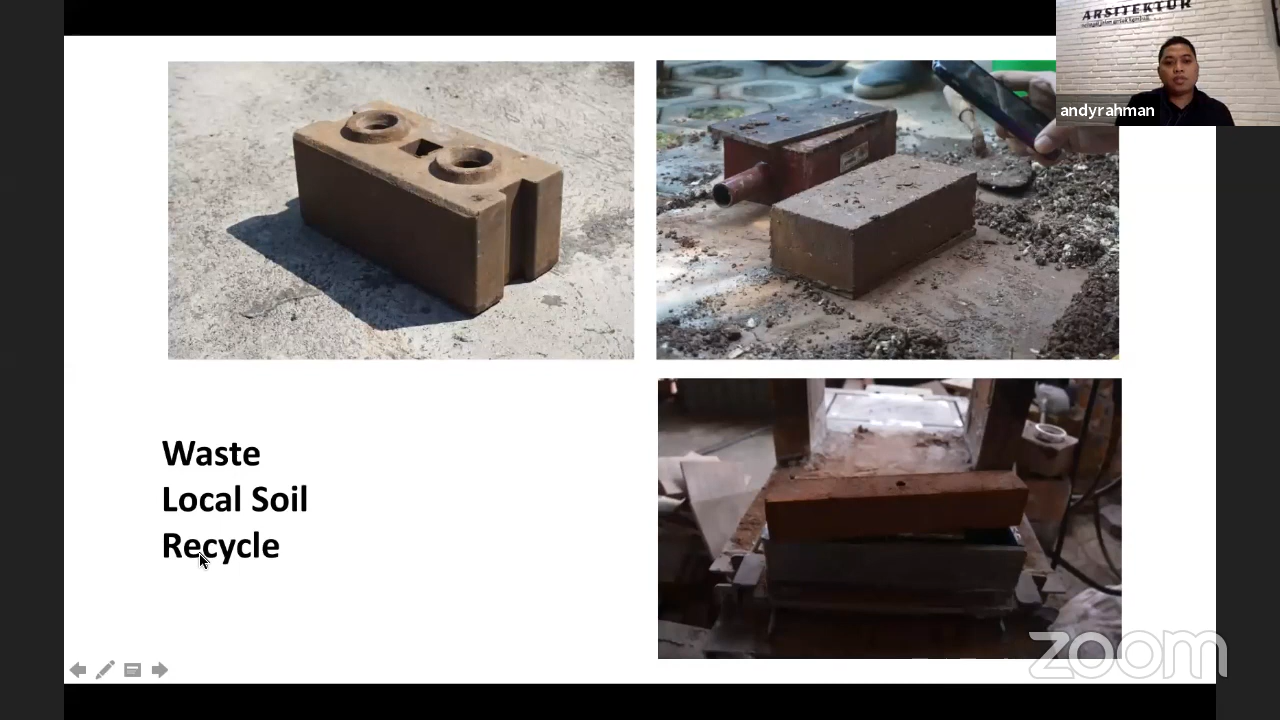 ARSITEKTUR
andyrahman
Waste
Local Soil
Recycle
zoom